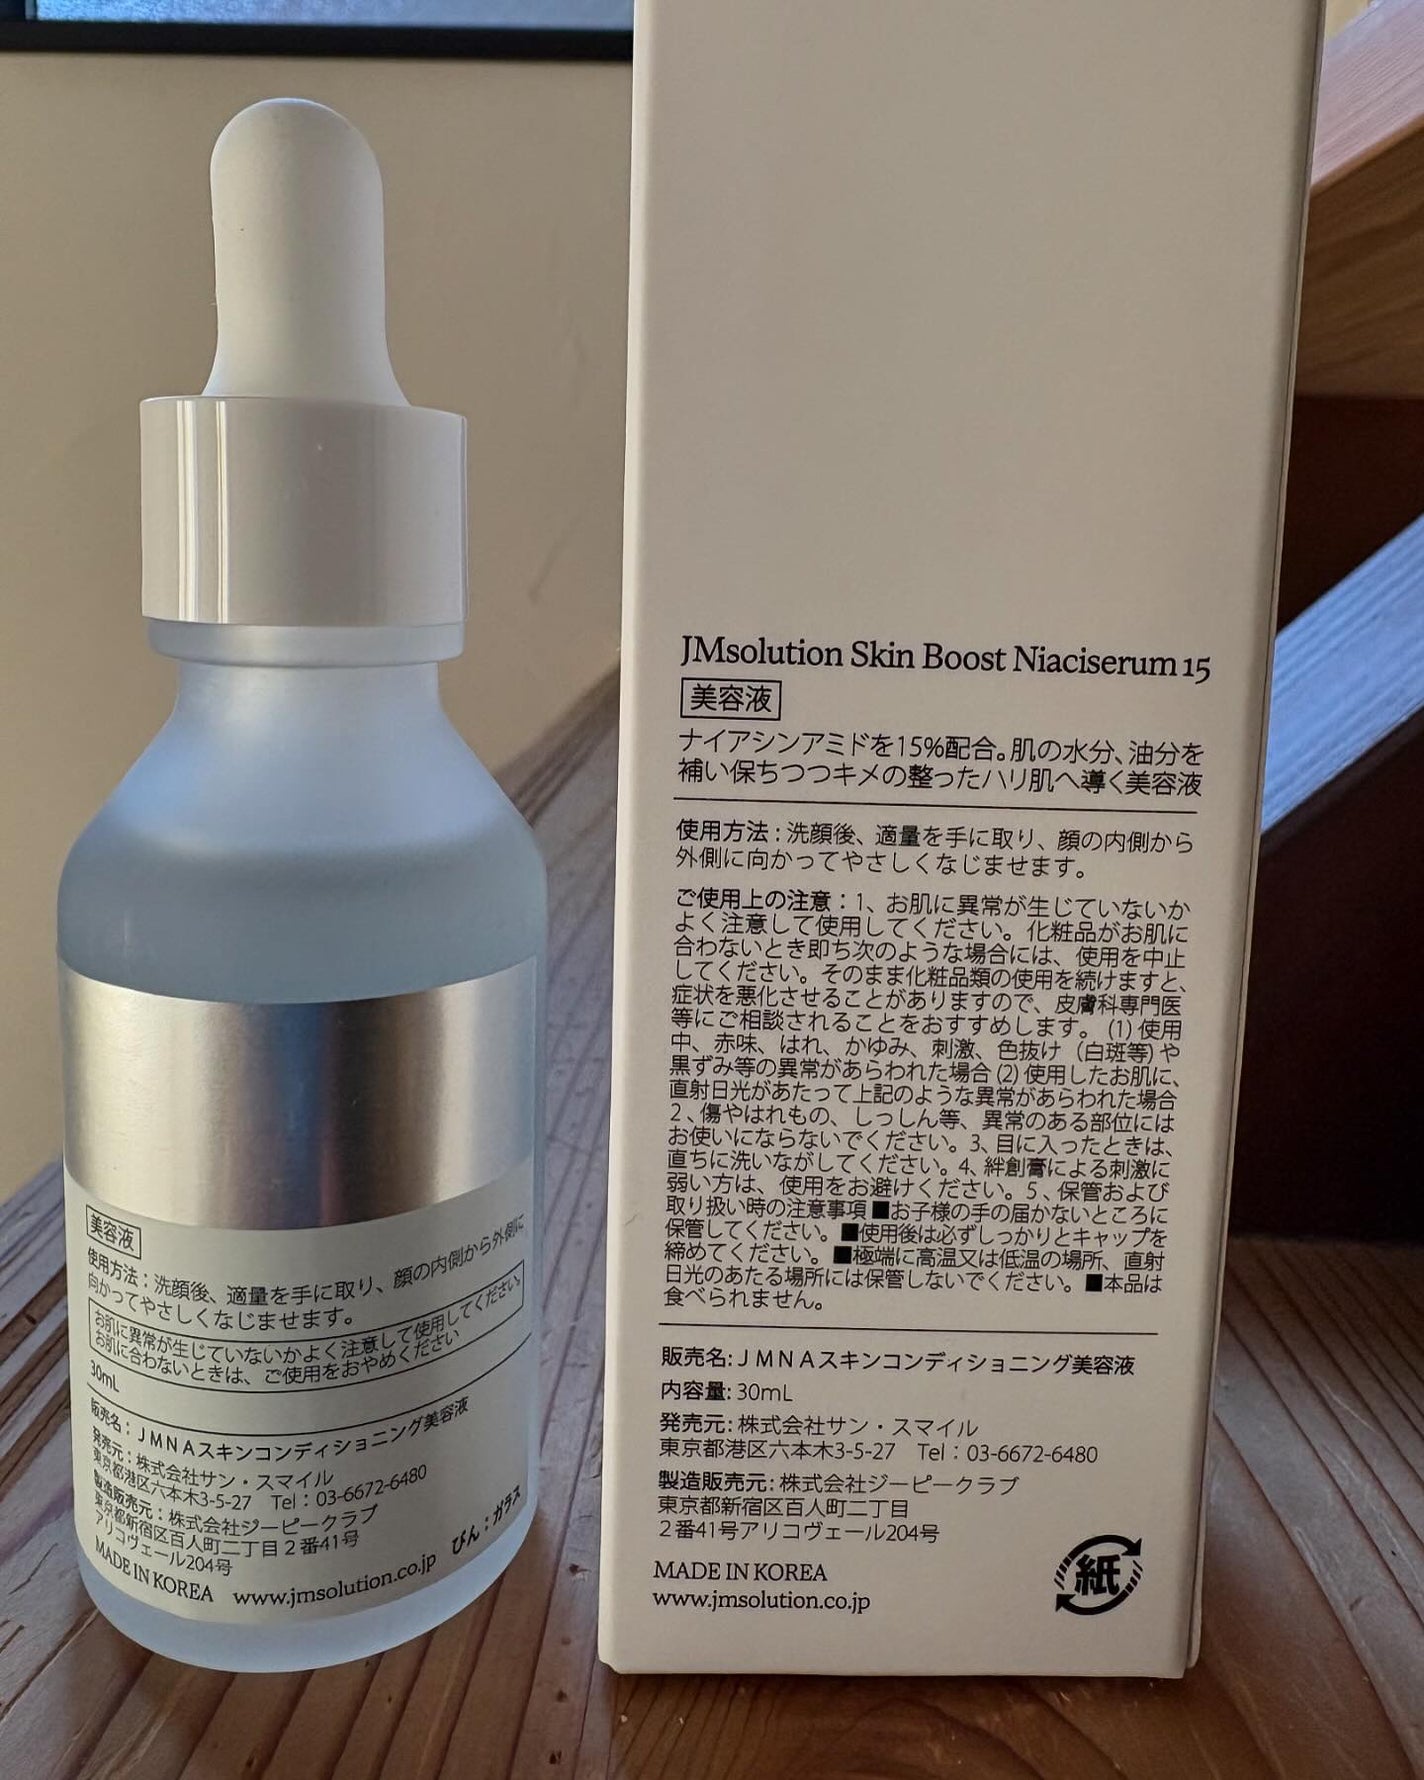 美容液
使用方法：洗顔後、適量を手に取り、顔の内側から外側に
向かってやさしくなじませます。
お肌に異常が生じていないかよく注意して使用してください。
お肌に合わないときは、ご使用をおやめください
30mL
販売名：ＪＭＮＡスキンコンディショニング美容液
発売元：株式会社サン・スマイル
東京都港区六本木3-5-27　Tel：03-6672-6480
製造販売元：株式会社ジーピークラブ
東京都新宿区百人町二丁目２番41号
アリコヴェール204号
MADE IN KOREA　www.jmsolution.co.jp
びん：ガラス
JMsolution Skin Boost Niaciserum 15
美容液
ナイアシンアミドを15%配合。肌の水分、油分を
補い保ちつつキメの整ったハリ肌へ導く美容液
使用方法：洗顔後、適量を手に取り、顔の内側から
外側に向かってやさしくなじませます。
ご使用上の注意：1、お肌に異常が生じていないか
よく注意して使用してください。化粧品がお肌に
合わないとき即ち次のような場合には、使用を中止
してください。そのまま化粧品類の使用を続けますと、
症状を悪化させることがありますので、皮膚科専門医
等にご相談されることをおすすめします。(1) 使用
中、赤味、はれ、かゆみ、刺激、色抜け（白斑等）や
黒ずみ等の異常があらわれた場合 (2) 使用したお肌に、
直射日光があたって上記のような異常があらわれた場合
2、傷やはれもの、しっしん等、異常のある部位には
お使いにならないでください。3、目に入ったときは、
直ちに洗いながしてください。4、絆創膏による刺激に
弱い方は、使用をお避けください。5、保管および
取り扱い時の注意事項 ■お子様の手の届かないところに
保管してください。■使用後は必ずしっかりとキャップを
締めてください。■極端に高温又は低温の場所、直射
日光のあたる場所には保管しないでください。■本品は
食べられません。
販売名：ＪＭＮＡスキンコンディショニング美容液
内容量：30mL
発売元：株式会社サン・スマイル
東京都港区六本木3-5-27　Tel：03-6672-6480
製造販売元：株式会社ジーピークラブ
東京都新宿区百人町二丁目
２番41号アリコヴェール204号
MADE IN KOREA
www.jmsolution.co.jp
紙